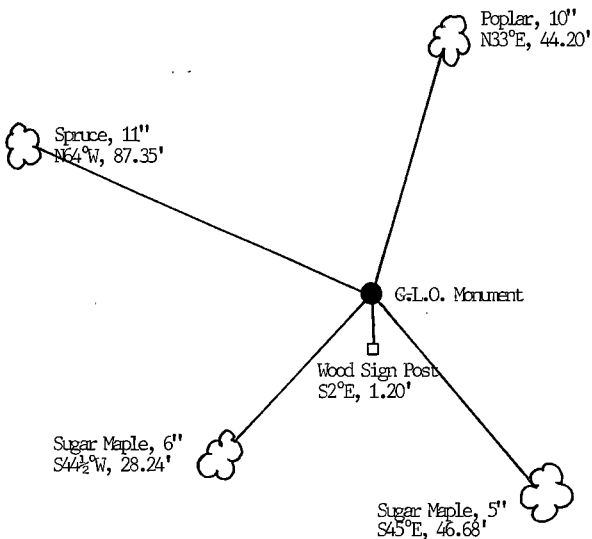 Poplar, 10"
N33°E, 44.20'
Spruce, 11"
N64°W, 87.35'
G.L.O. Monument
Wood Sign Post
S2°E, 1.20'
Sugar Maple, 6"
S44½°W, 28.24'
Sugar Maple, 5"
S45°E, 46.68'